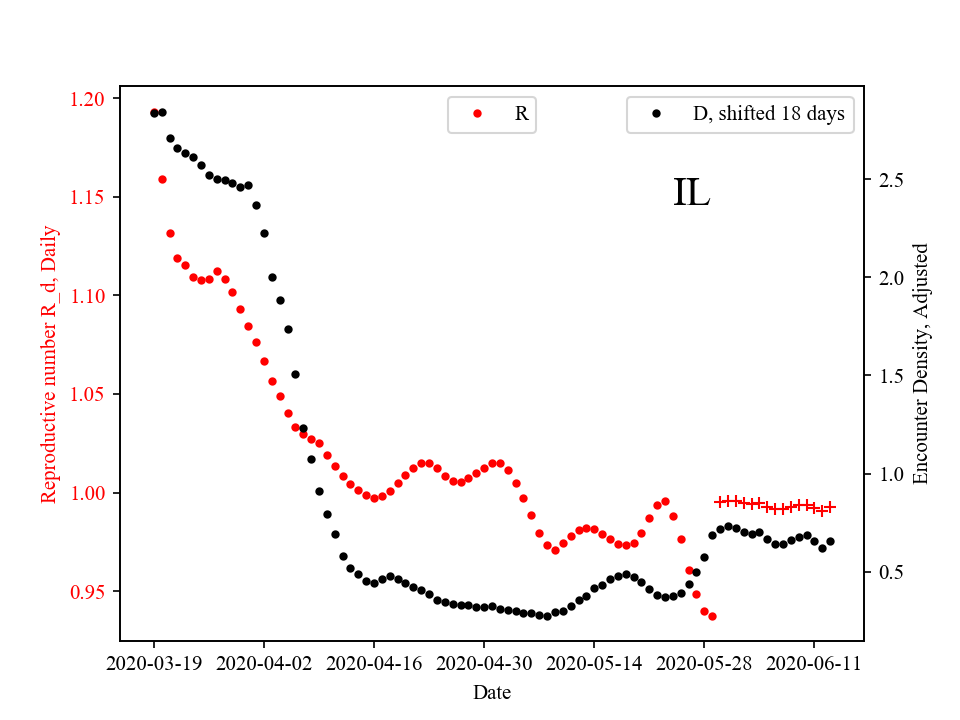 R
D, shifted 18 days
IL
Reproductive number R_d, Daily
1.20
1.15
1.10
1.05
1.00
0.95
Encounter Density, Adjusted
2.5
2.0
1.5
1.0
0.5
2020-03-19 2020-04-02 2020-04-16 2020-04-30 2020-05-14 2020-05-28 2020-06-11
Date